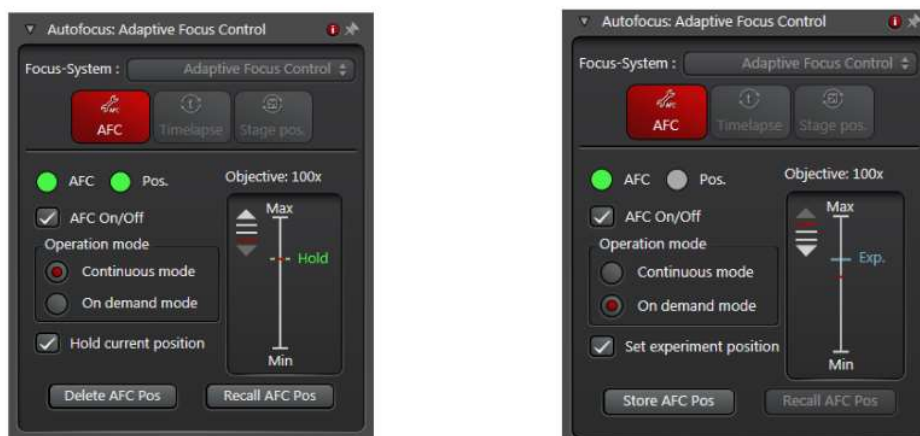 Autofocus: Adaptive Focus Control
Focus-System : Adaptive Focus Control
AFC
Timelapse
Stage pos.
AFC Pos. Objective: 100x
AFC On/Off
Max
Operation mode
Continuous mode
Hold
On demand mode
Hold current position
Min
Delete AFC Pos Recall AFC Pos
Autofocus: Adaptive Focus Control
Focus-System : Adaptive Focus Control
AFC
Timelapse
Stage pos.
AFC Pos. Objective: 100x
AFC On/Off
Max
Operation mode
Continuous mode
Exp.
On demand mode
Set experiment position
Min
Store AFC Pos Recall AFC Pos